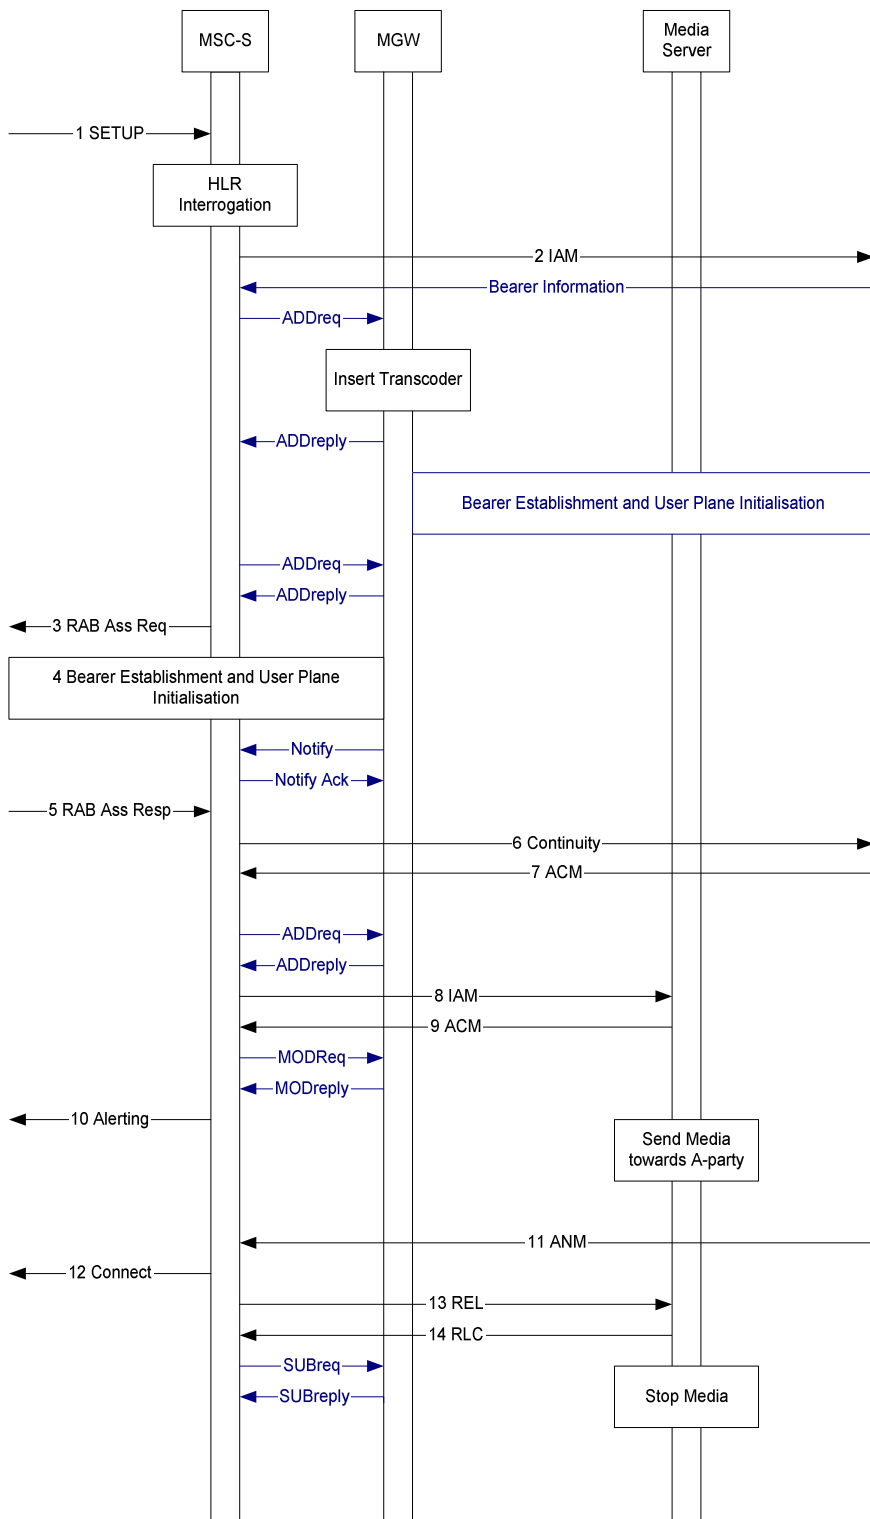 MSC-S
MGW
Media
Server
1 SETUP
HLR
Interrogation
2 IAM
Bearer Information
ADDreq
Insert Transcoder
ADDreply
Bearer Establishment and User Plane Initialisation
ADDreq
ADDreply
3 RAB Ass Req
4 Bearer Establishment and User Plane
Initialisation
Notify
Notify Ack
5 RAB Ass Resp
6 Continuity
7 ACM
ADDreq
ADDreply
8 IAM
9 ACM
MODReq
MODreply
10 Alerting
Send Media
towards A-party
11 ANM
12 Connect
13 REL
14 RLC
SUBreq
SUBreply
Stop Media